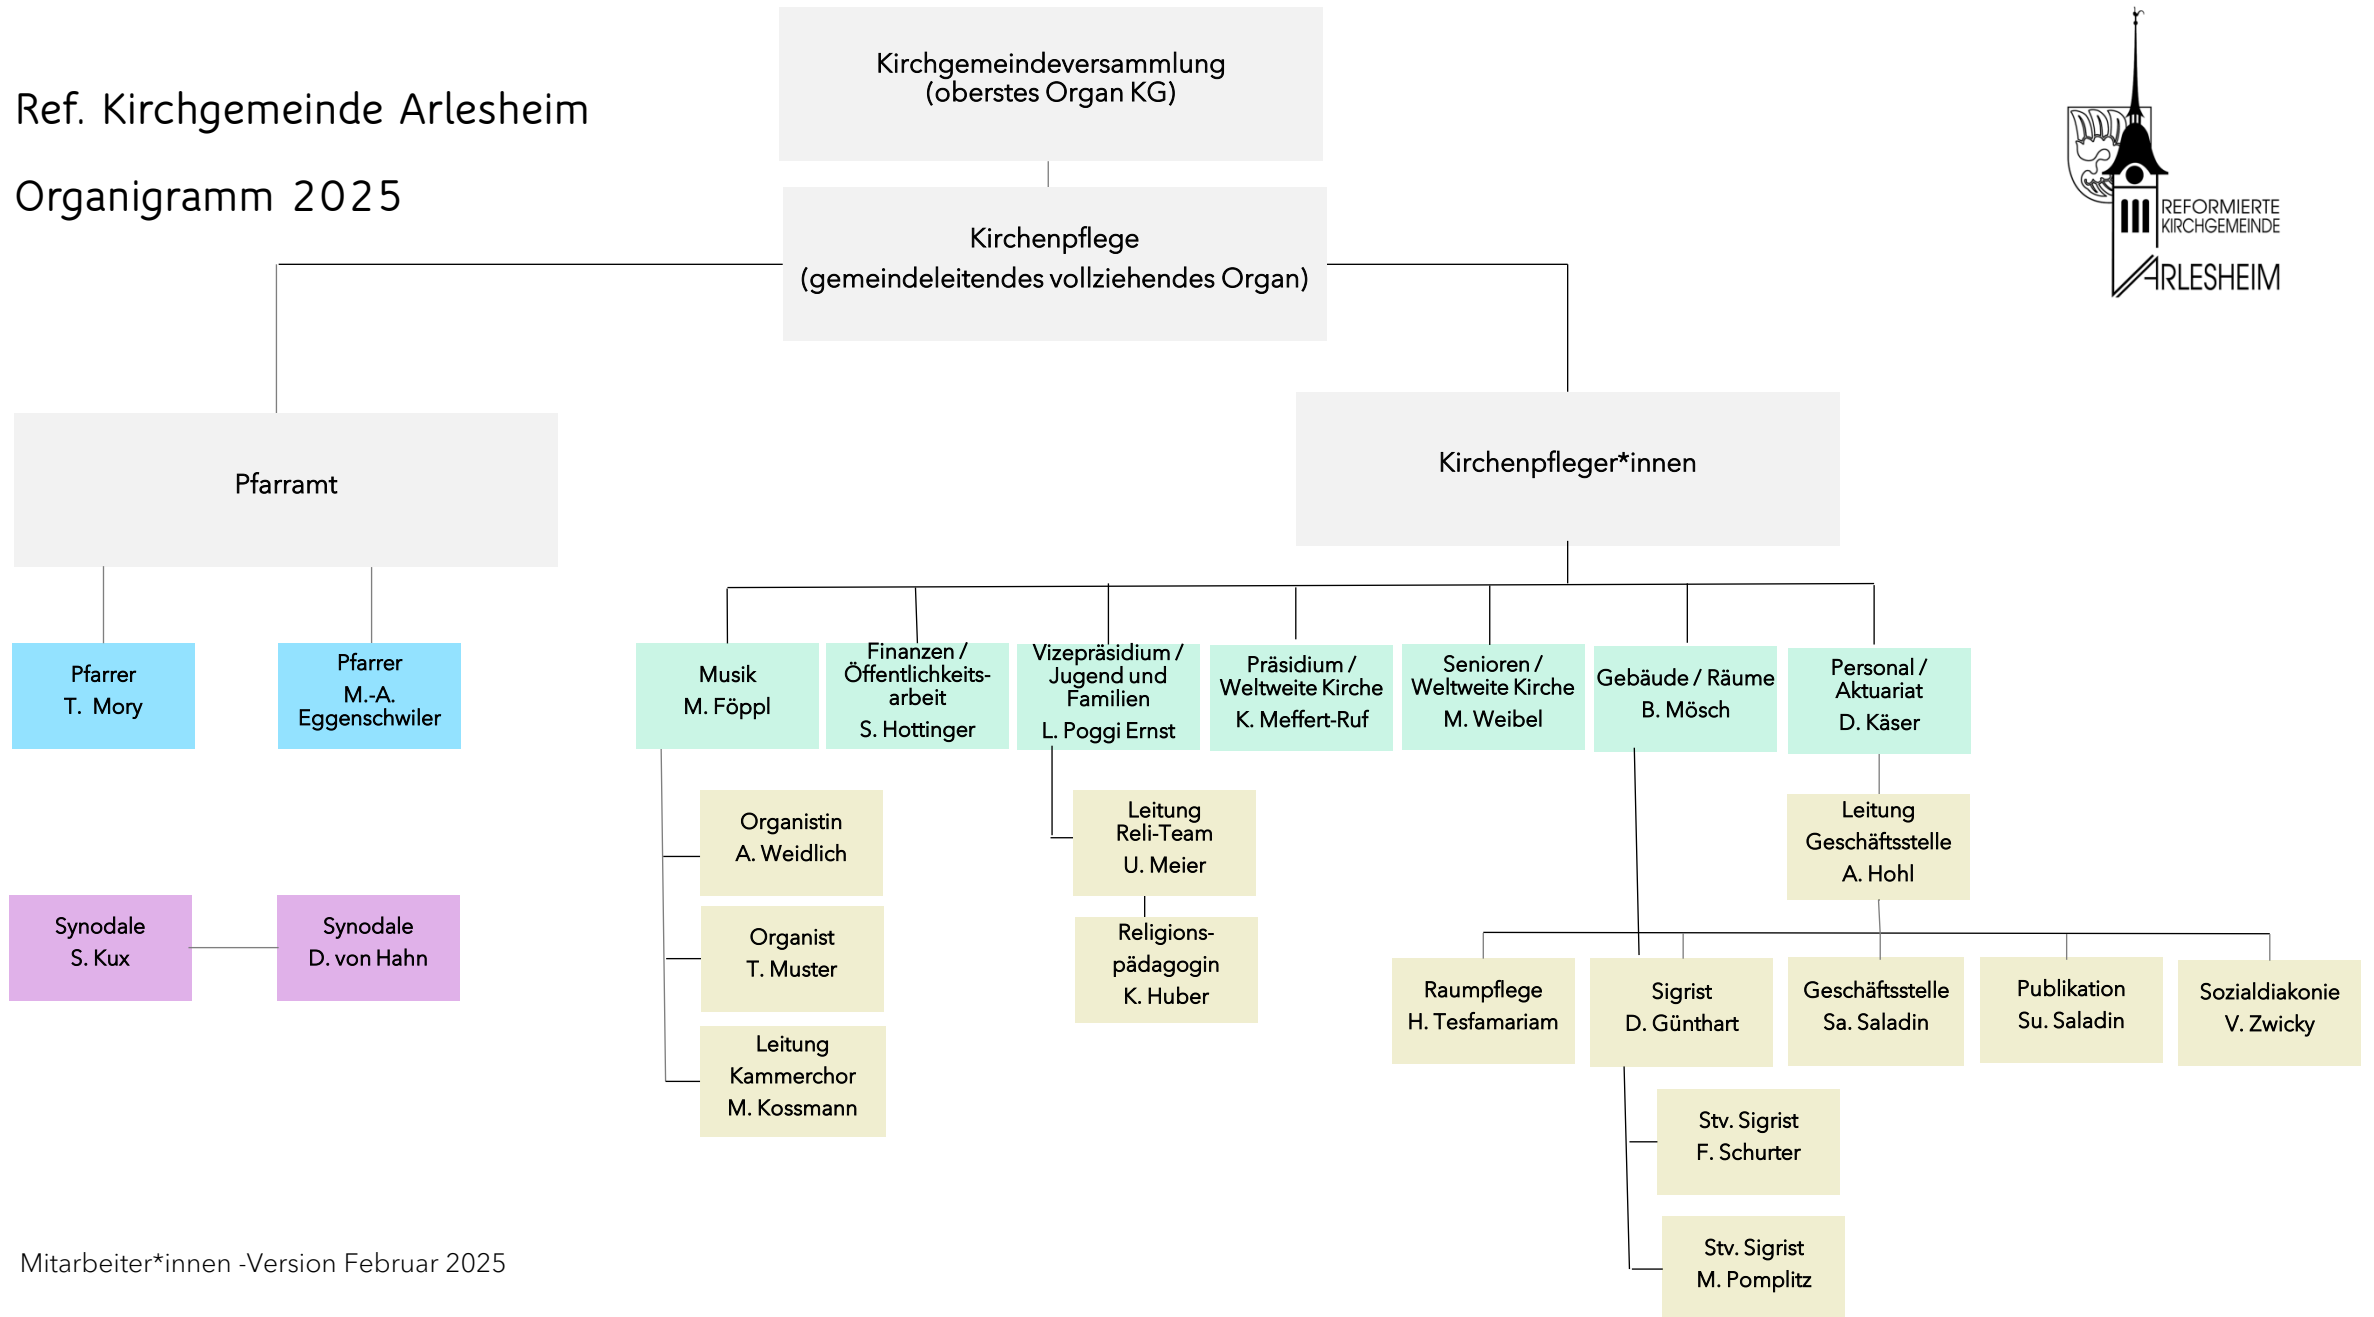 Ref. Kirchgemeinde Arlesheim
Organigramm 2025
Kirchgemeindeversammlung
(oberstes Organ KG)
REFORMIERTE
KIRCHGEMEINDE
ARLESHEIM
Kirchenpflege
(gemeindeleitendes vollziehendes Organ)
Pfarramt
Kirchenpfleger*innen
Pfarrer
T. Mory
Pfarrer
M.-A.
Eggenschwiler
Musik
M. Föppl
Finanzen /
Öffentlichkeits-
arbeit
S. Hottinger
Vizepräsidium /
Jugend und
Familien
L. Poggi Ernst
Präsidium /
Weltweite Kirche
K. Meffert-Ruf
Senioren /
Weltweite Kirche
M. Weibel
Gebäude / Räume
B. Mösch
Personal /
Aktuariat
D. Käser
Organistin
A. Weidlich
Leitung
Reli-Team
U. Meier
Leitung
Geschäftsstelle
A. Hohl
Synodale
S. Kux
Synodale
D. von Hahn
Organist
T. Muster
Religions-
pädagogin
K. Huber
Raumpflege
H. Tesfamariam
Sigrist
D. Günthart
Geschäftsstelle
Sa. Saladin
Publikation
Su. Saladin
Sozialdiakonie
V. Zwicky
Leitung
Kammerchor
M. Kossmann
Stv. Sigrist
F. Schurter
Stv. Sigrist
M. Pomplitz
Mitarbeiter*innen -Version Februar 2025